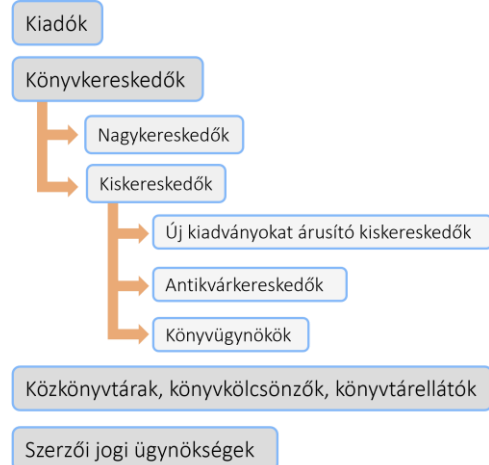 Kiadók
Könyvkereskedők
Nagykereskedők
Kiskereskedők
Új kiadványokat árusító kiskereskedők
Antikvárkereskedők
Könyvügynökök
Közkönyvtárak, könyvkölcsönzők, könyvtárellátók
Szerzői jogi ügynökségek